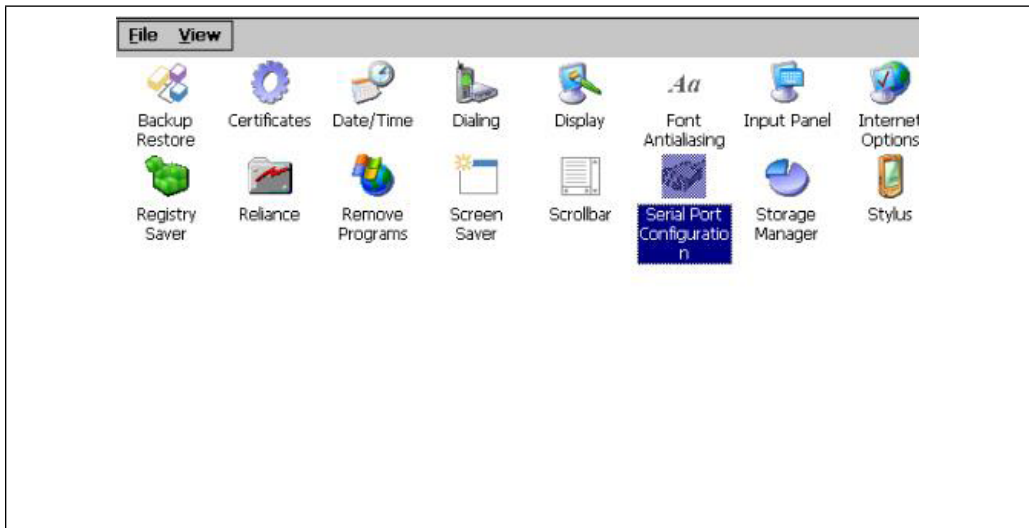 File View
Backup Restore
Certificates
Date/Time
Dialing
Display
Aa
Font Antialiasing
Input Panel
Internet Options
Registry Saver
Reliance
Remove Programs
Screen Saver
Scrollbar
Serial Port Configuratio n
Storage Manager
Stylus